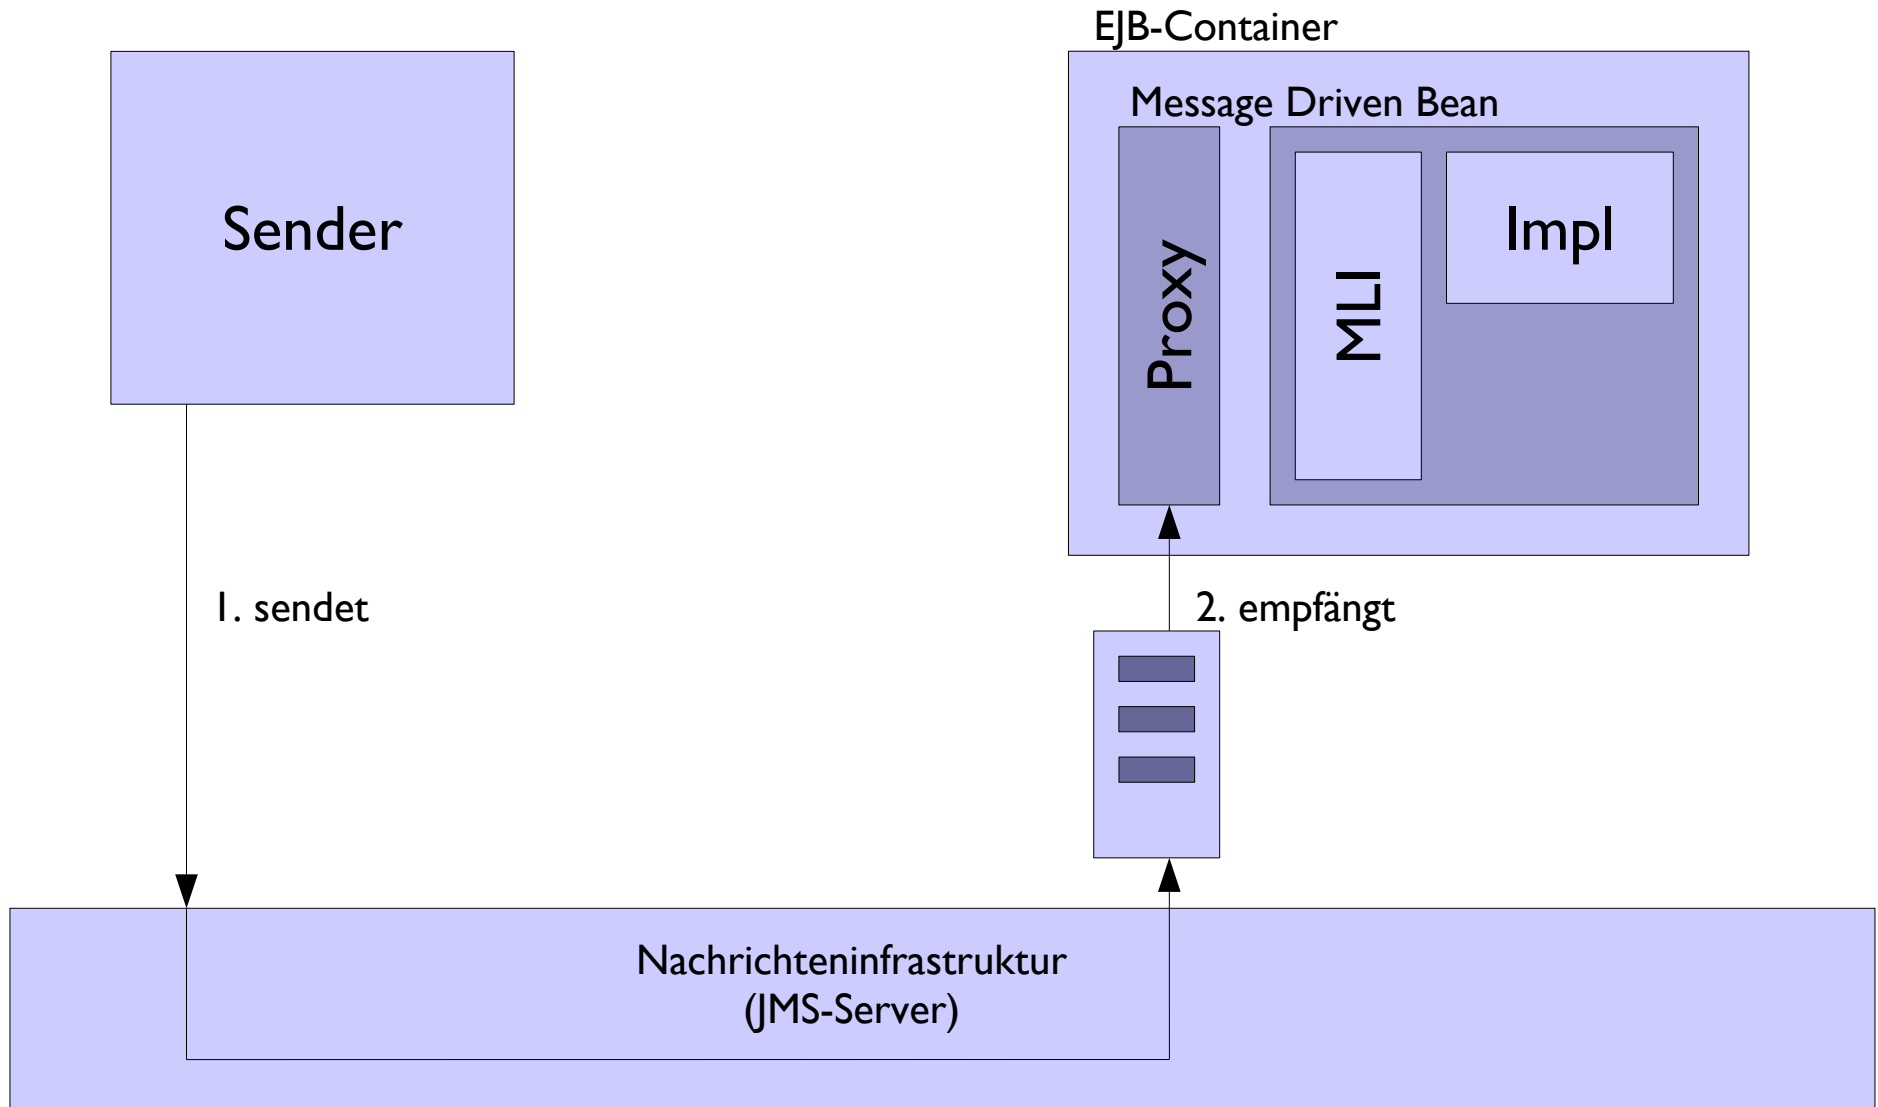 EJB-Container
Message Driven Bean
Sender
Proxy
MLI
Impl
1. sendet
2. empfängt
Nachrichteninfrastruktur
(JMS-Server)